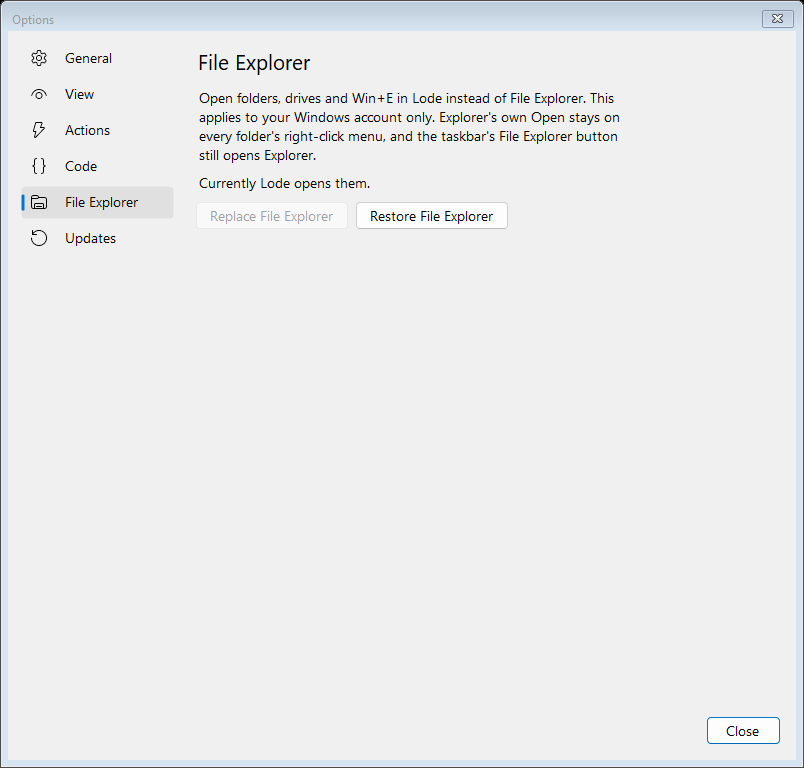 Options
General
View
Actions
Code
File Explorer
Updates
File Explorer
Open folders, drives and Win+E in Lode instead of File Explorer. This
applies to your Windows account only. Explorer's own Open stays on
every folder's right-click menu, and the taskbar's File Explorer button
still opens Explorer.
Currently Lode opens them.
Replace File Explorer
Restore File Explorer
Close